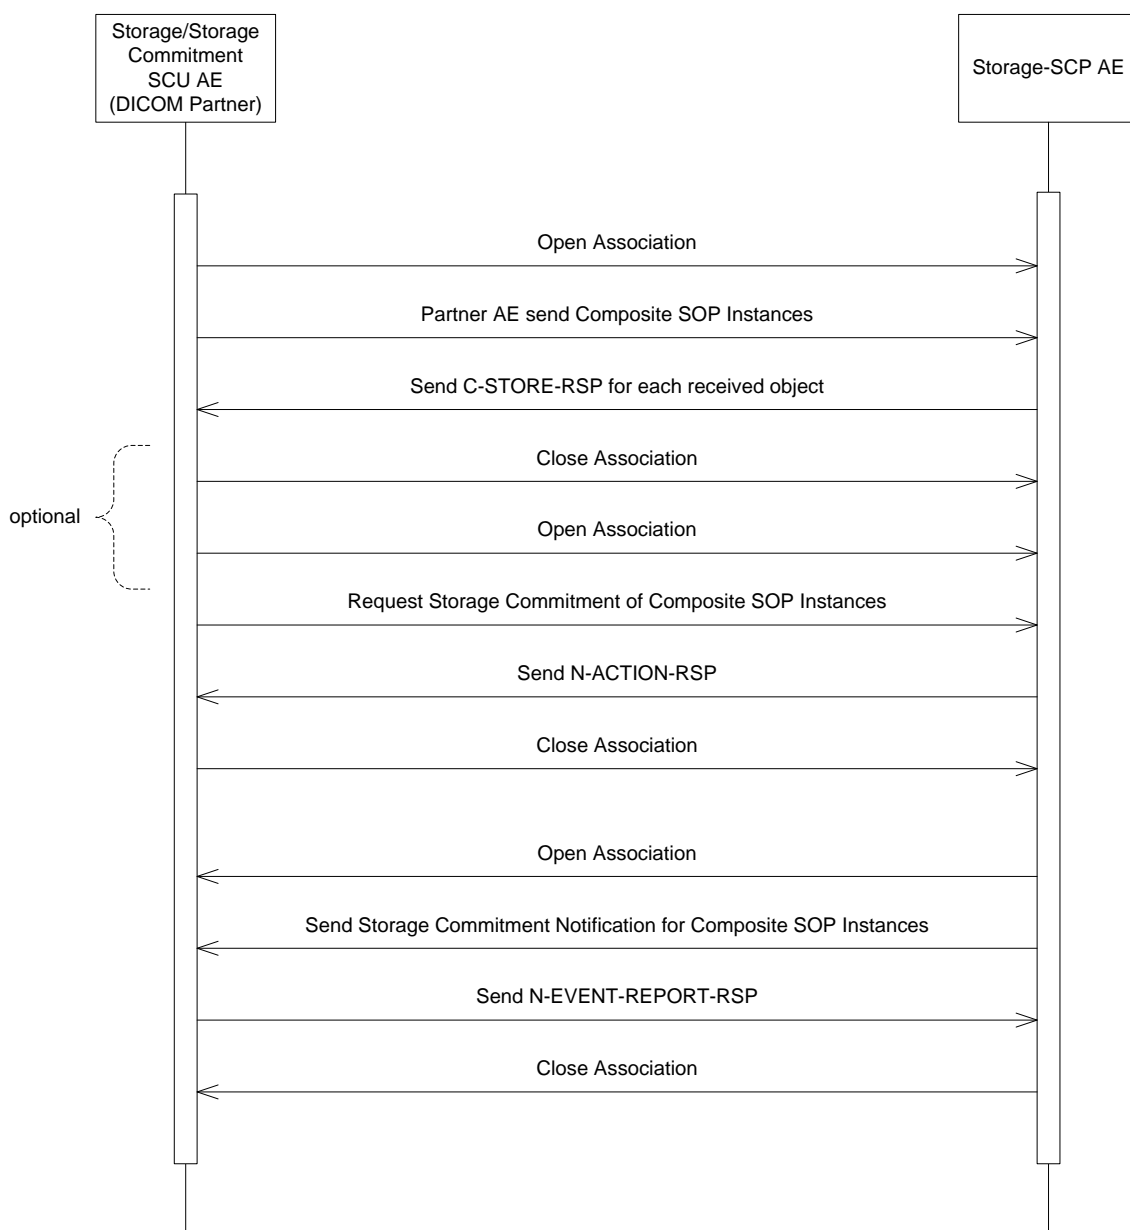 Storage/Storage
Commitment
SCU AE
(DICOM Partner)
Storage-SCP AE
Open Association
Partner AE send Composite SOP Instances
Send C-STORE-RSP for each received object
Close Association
optional
Open Association
Request Storage Commitment of Composite SOP Instances
Send N-ACTION-RSP
Close Association
Open Association
Send Storage Commitment Notification for Composite SOP Instances
Send N-EVENT-REPORT-RSP
Close Association